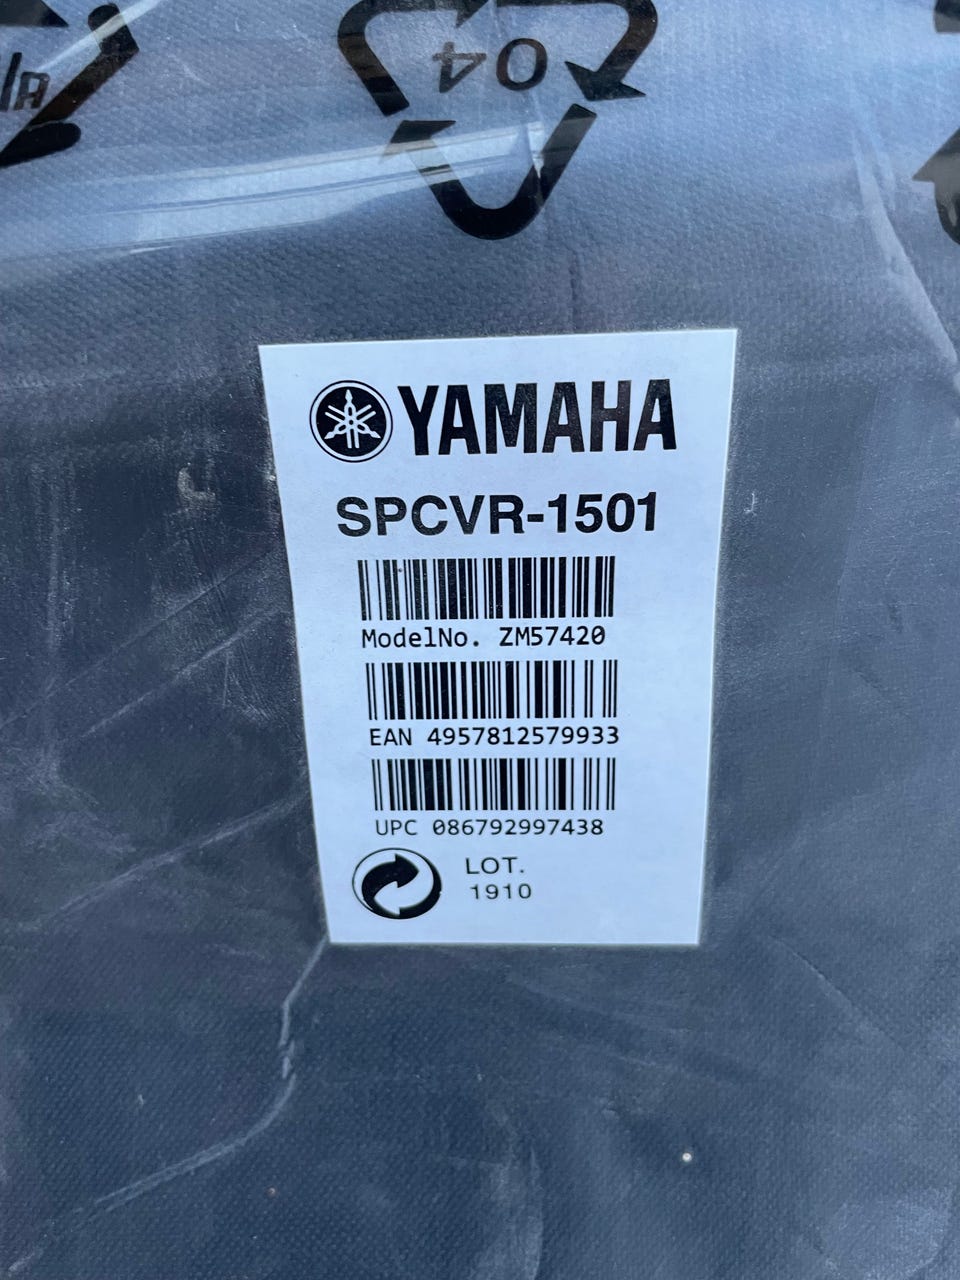 04
YAMAHA
SPCVR-1501
ModelNo. ZM57420
EAN 4957812579933
UPC 086792997438
LOT.
1910